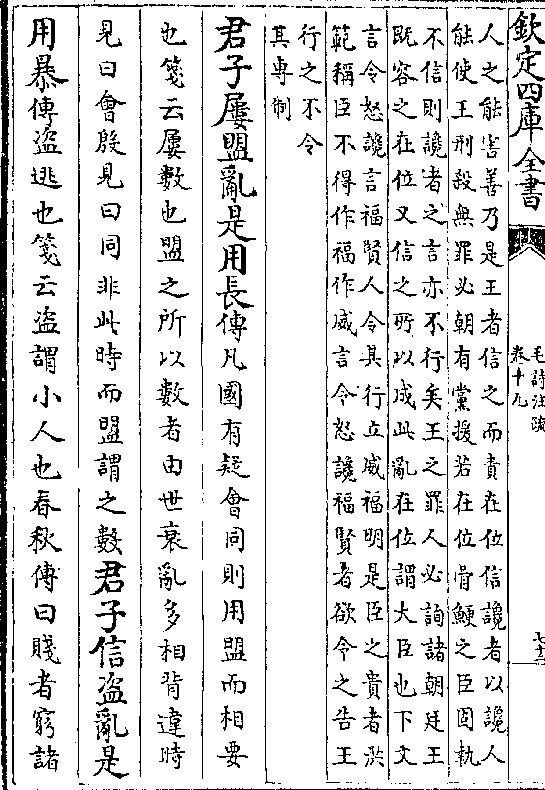 欽定四庫全書
毛詩注疏
卷十九
七十二
人之能害善乃是王者信之而責在位信讒者以讒人
能使王刑殺無罪必朝有黨援若在位骨鯁之臣固執
不信則讒者之言亦不行矣王之罪人必詢諸朝廷王
既容之在位又信之所以成此亂在位謂大臣也下文
言令怒讒言福賢人令其行立威福明是臣之貴者洪
範稱臣不得作福作威言令怒讒福賢者欲令之告王
行之不令
其專制
君子屢盟亂是用長傳凡國有疑會同則用盟而相要
也箋云屢數也盟之所以數者由世衰亂多相背違時
見曰會殷見曰同非此時而盟謂之數君子信盜亂是
用暴傳盜逃也箋云盜謂小人也春秋傳曰賤者窮諸